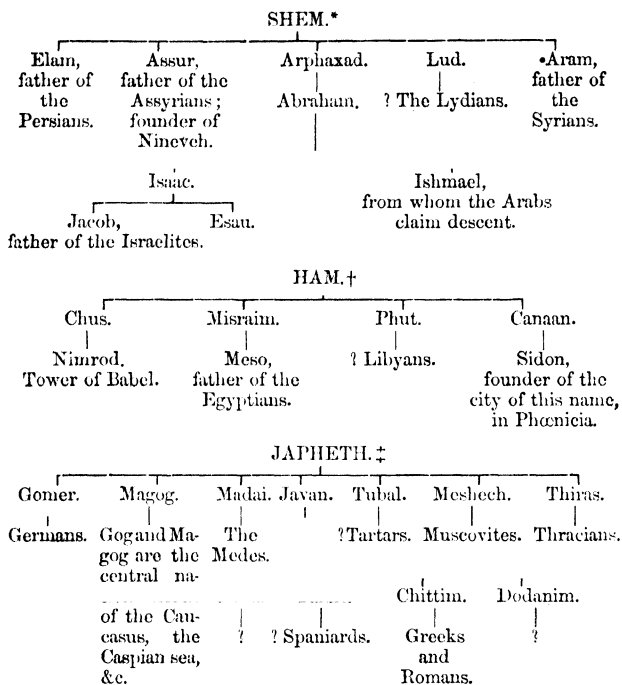 SHEM.*
Elam, Assur, Arphaxad. Lud. •Aram,
father of father of the father of
the Assyrians; Abraham. ? The Lydians. the
Persians. founder of Syrians.
Nineveh.
Isaac. Ishmael,
from whom the Arabs
Jacob, Esau. claim descent.
father of the Israelites.
HAM.†
Chus. Misraim. Phut. Canaan.
Nimrod. Meso, ? Libyans. Sidon,
Tower of Babel. father of the founder of the
Egyptians. city of this name,
in Phœnicia.
JAPHETH.‡
Gomer. Magog. Madai. Javan. Tubal. Meshech. Thiras.
Germans. Gog and Ma- The ? Tartars. Muscovites. Thracians.
gog are the Medes.
central na-
Chittim. Dodanim.
of the Cau-
casus, the ? ? Spaniards. Greeks ?
Caspian sea, and
&c. Romans.